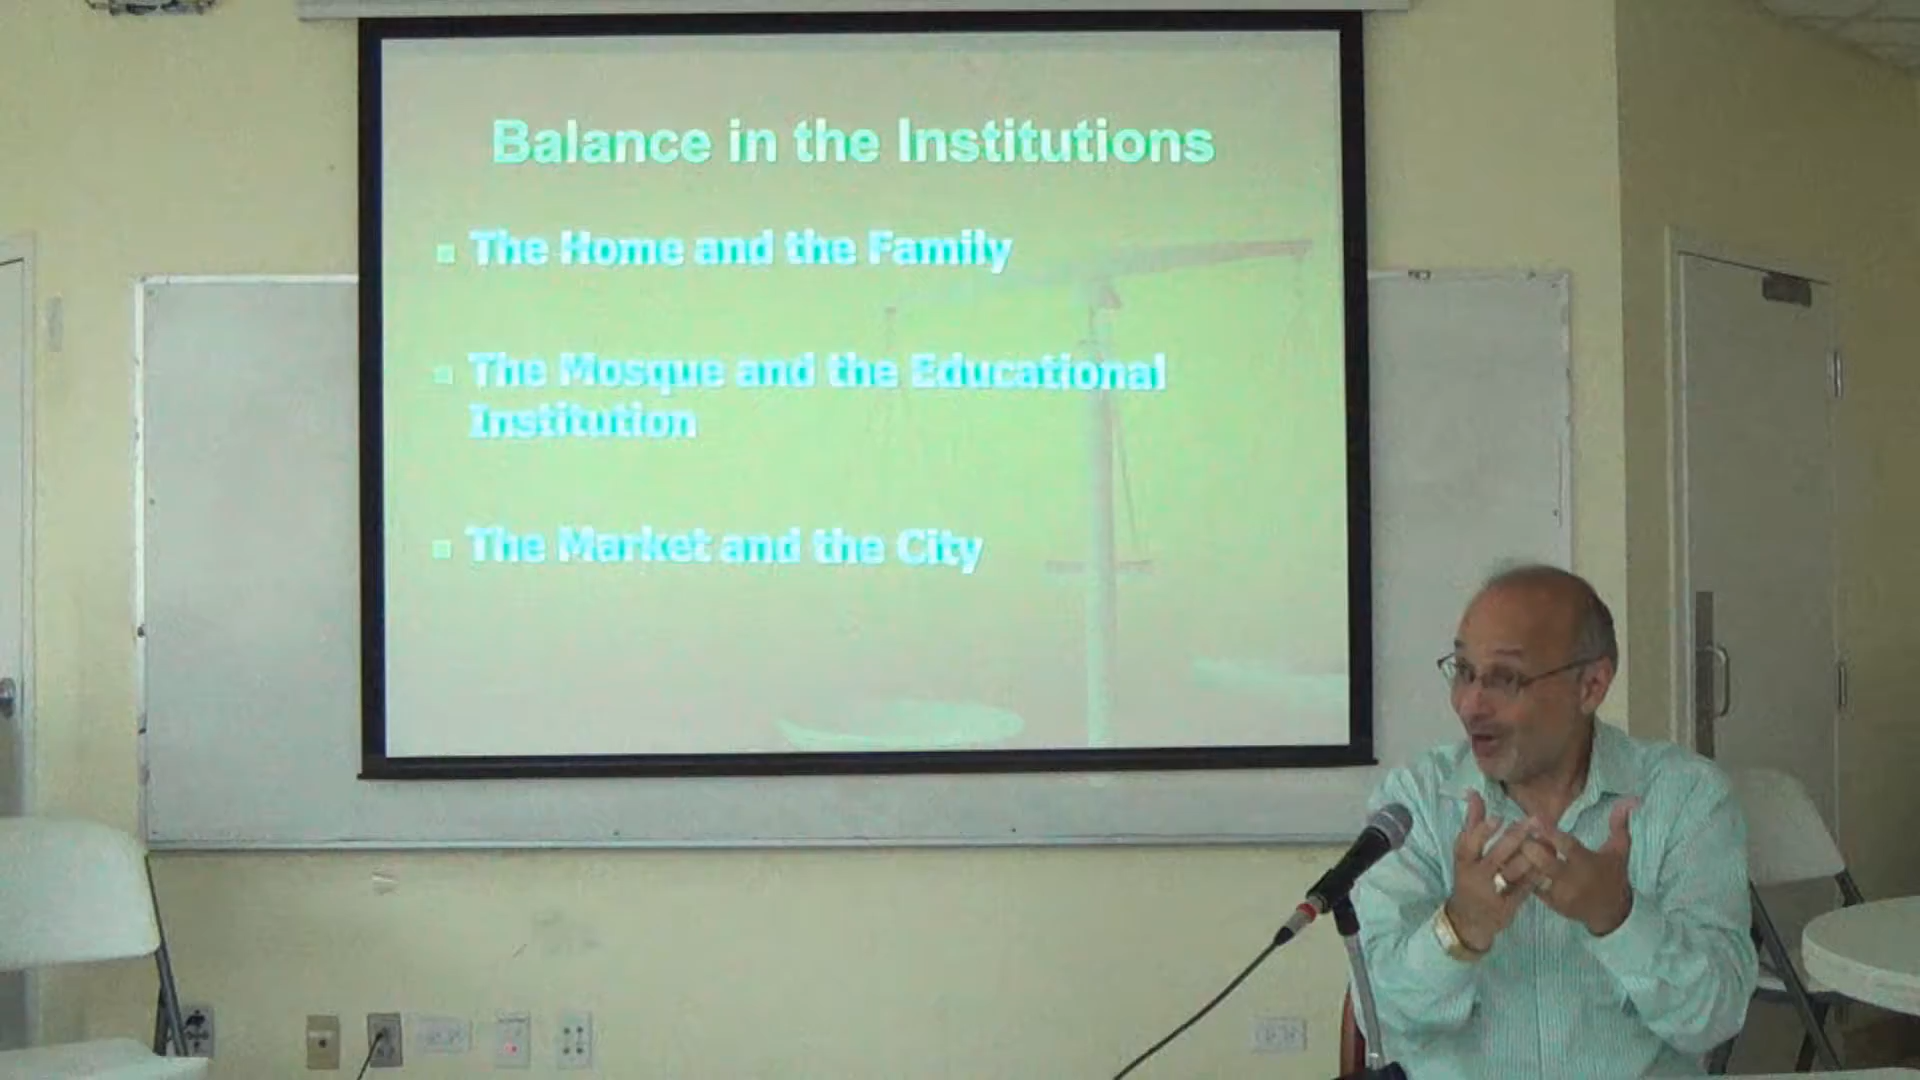 Balance in the Institutions
The Home and the Family
The Mosque and the Educational
Institution
The Market and the City